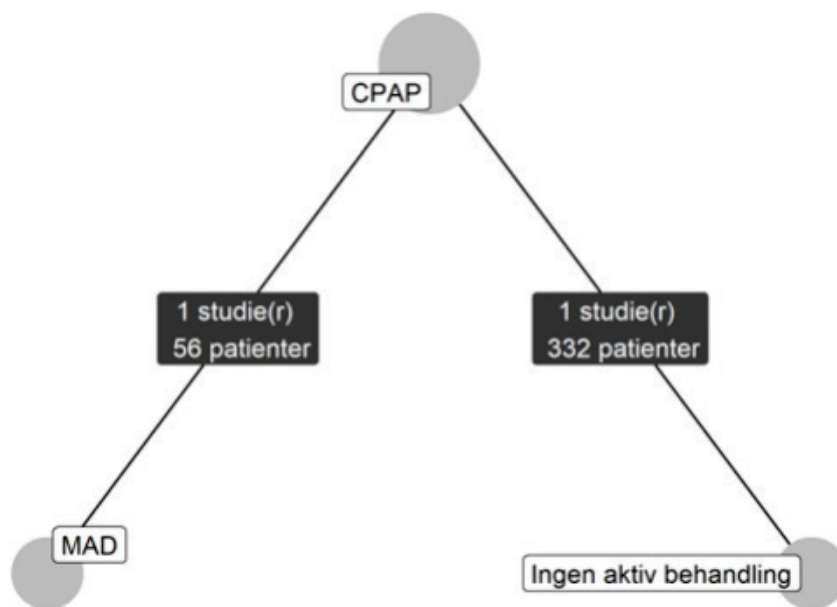 CPAP
1 studie(r)
56 patienter
1 studie(r)
332 patienter
MAD
Ingen aktiv behandling